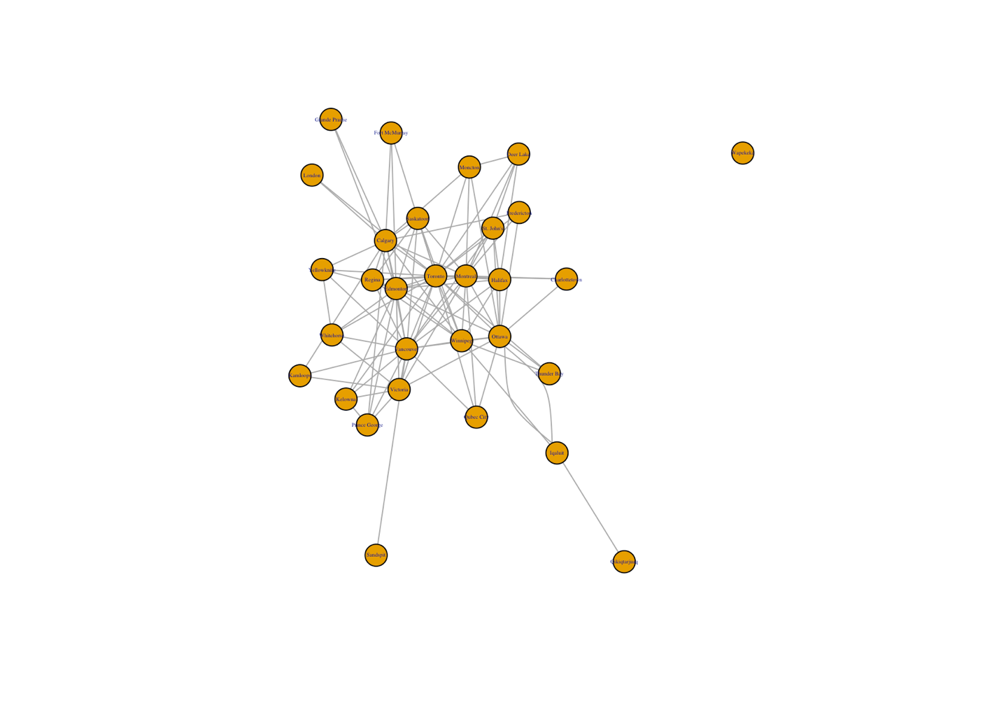 Grande Prairie
Fort McMurray
Wapekeka
Deer Lake
Moncton
London
Fredericton
Saskatoon
St. John's
Calgary
Yellowknife
Toronto
Montreal
Regina
Halifax
Charlottetown
Edmonton
Whitehorse
Ottawa
Winnipeg
Vancouver
Thunder Bay
Kamloops
Victoria
Kelowna
Qubec City
Prince George
Iqaluit
Sandspit
Qikiqtarjuaq